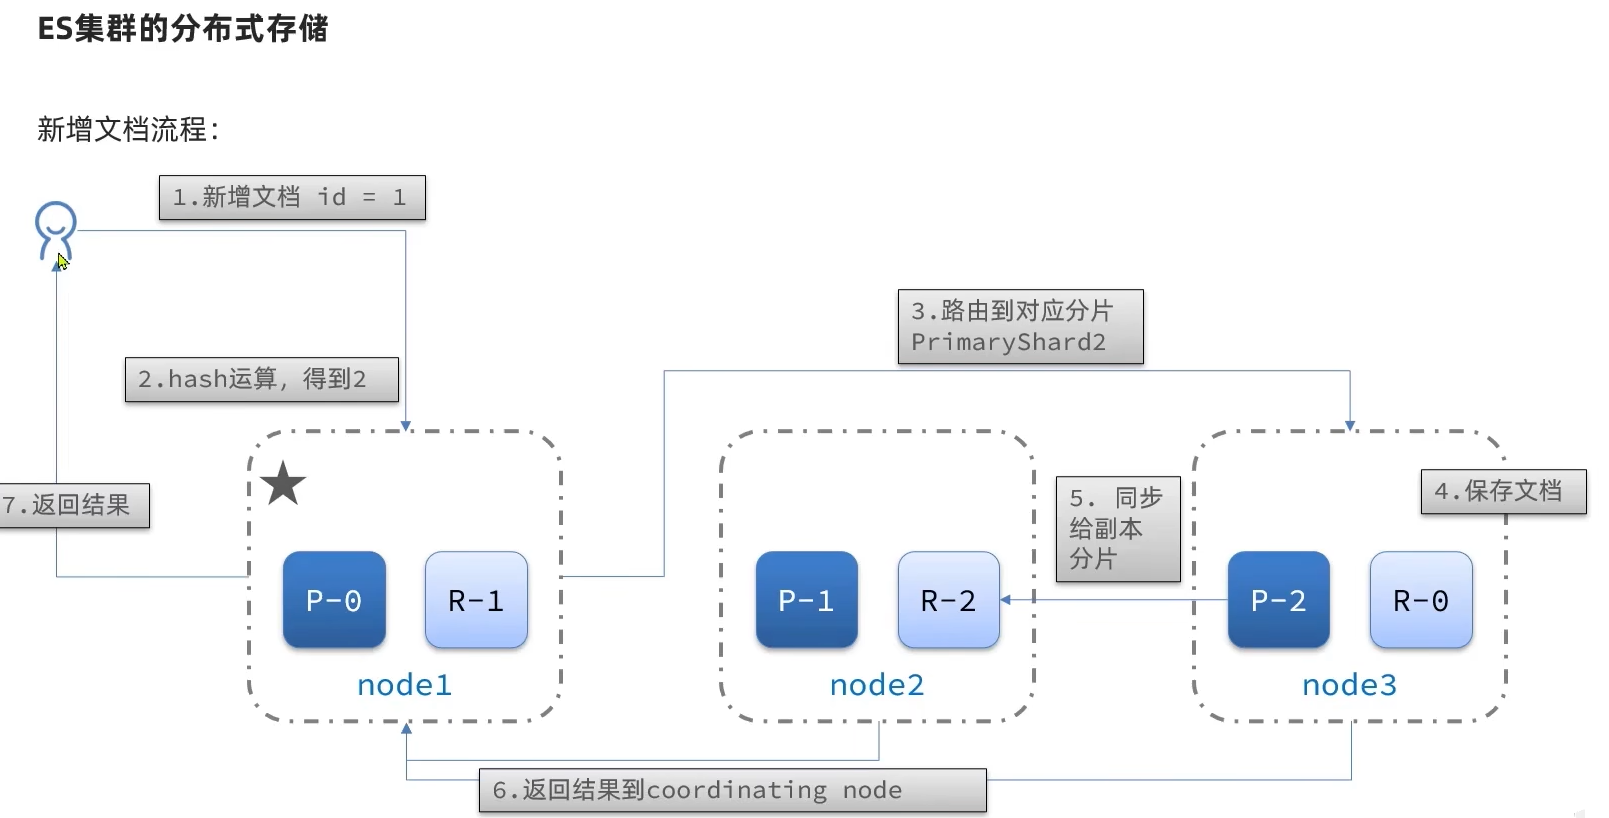 ES集群的分布式存储
新增文档流程：
1.新增文档 id = 1
2.hash运算，得到2
3.路由到对应分片
PrimaryShard2
4.保存文档
5. 同步
给副本
分片
7.返回结果
P-0
R-1
node1
P-1
R-2
node2
P-2
R-0
node3
6.返回结果到coordinating node